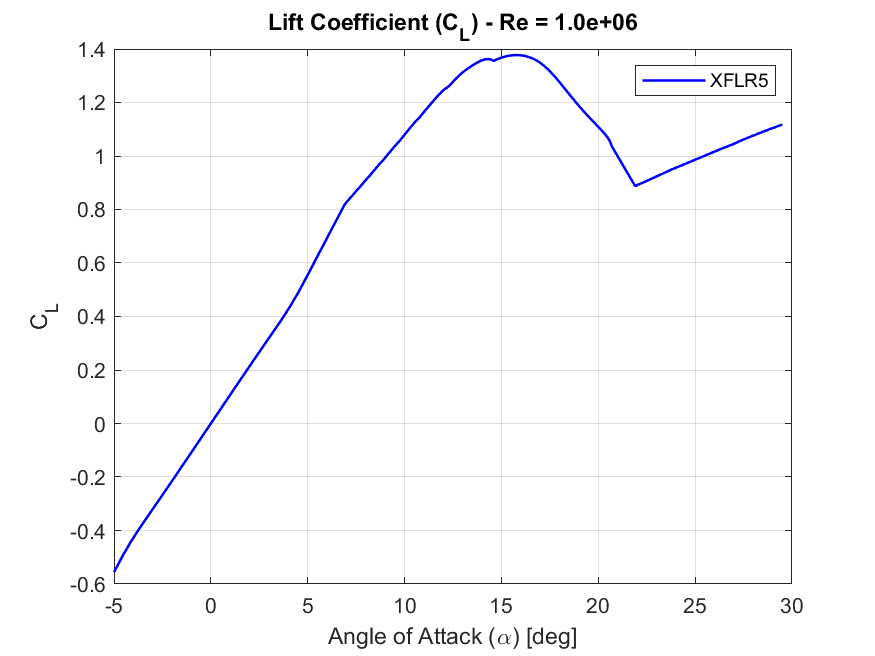 Lift Coefficient (C_L) - Re = 1.0e+06
XFLR5
1.4
1.2
1
0.8
0.6
0.4
0.2
0
-0.2
-0.4
-0.6
C_L
-5 0 5 10 15 20 25 30
Angle of Attack (α) [deg]